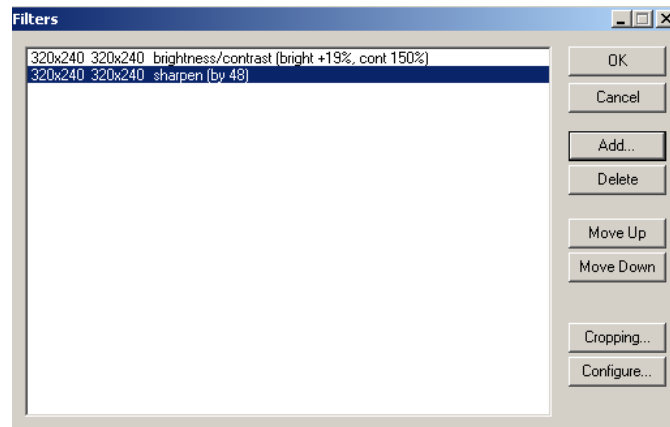 Filters
320x240 320x240 brightness/contrast (bright +19%, cont 150%)
320x240 320x240 sharpen (by 48)
OK
Cancel
Add...
Delete
Move Up
Move Down
Cropping...
Configure...